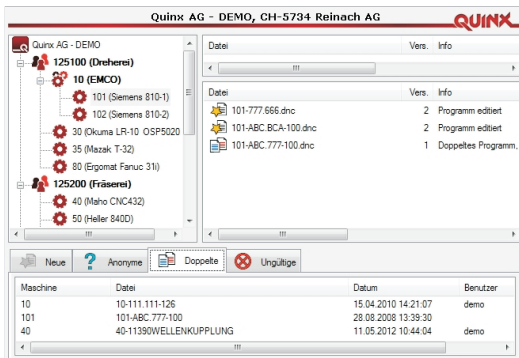 Quinx AG - DEMO, CH-5734 Reinach AG
QUINX
Quinx AG - DEMO
125100 (Dreherei)
10 (EMCO)
101 (Siemens 810-1)
102 (Siemens 810-2)
30 (Okuma LR-10 OSP5020
35 (Mazak T-32)
80 (Ergomat Fanuc 31i)
125200 (Fräserei)
40 (Maho CNC432)
50 (Heller 840D)
Datei Vers. Info
Datei Vers. Info
101-777.666.dnc 2 Programm editiert
101-ABC.BCA-100.dnc 2 Programm editiert
101-ABC.777-100.dnc 1 Doppeltes Programm,
Neue ? Anonyme Doppelte Ungültige
Maschine Datei Datum Benutzer
10 10-111.111-126 15.04.2010 14:21:07 demo
101 101-ABC.777-100 28.08.2008 13:39:30
40 40-11390WELLENKUPPLUNG 11.05.2012 10:44:04 demo